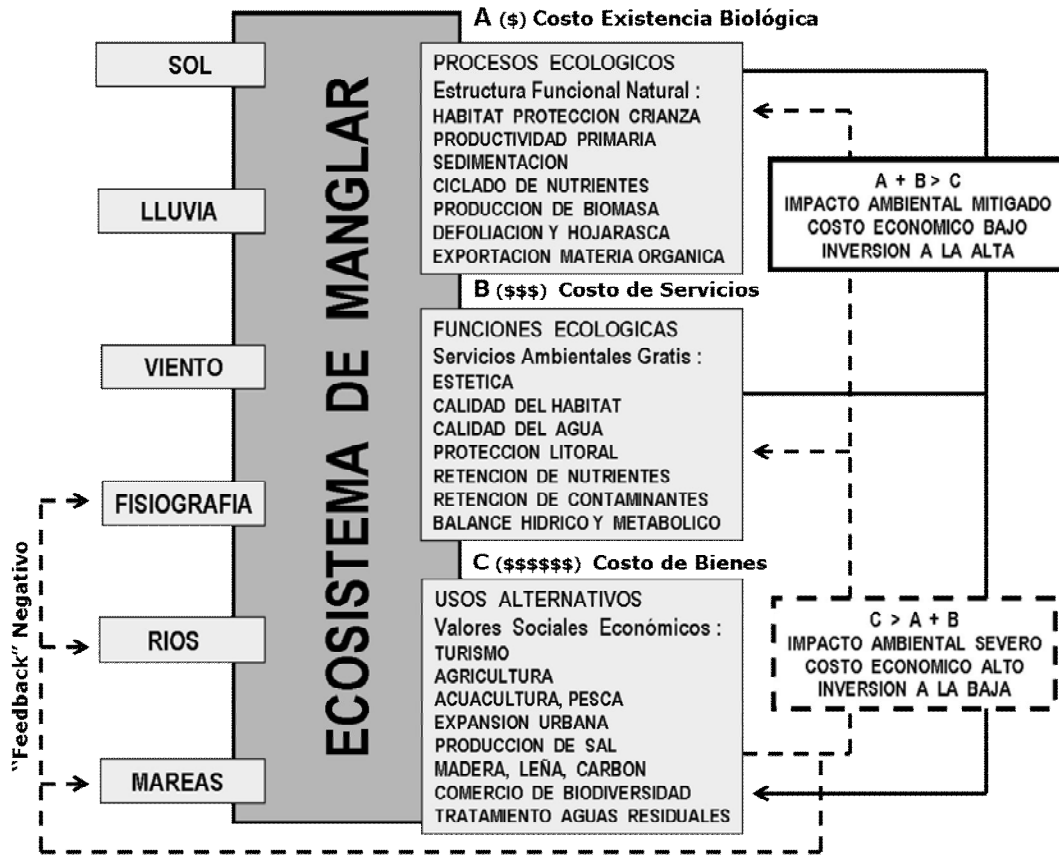 SOL
LLUVIA
VIENTO
FISIOGRAFIA
RIOS
MAREAS
"Feedback" Negativo
ECOSISTEMA DE MANGLAR
A ($) Costo Existencia Biológica
PROCESOS ECOLOGICOS
Estructura Funcional Natural :
HABITAT PROTECCION CRIANZA
PRODUCTIVIDAD PRIMARIA
SEDIMENTACION
CICLADO DE NUTRIENTES
PRODUCCION DE BIOMASA
DEFOLIACION Y HOJARASCA
EXPORTACION MATERIA ORGANICA
B ($$$) Costo de Servicios
FUNCIONES ECOLOGICAS
Servicios Ambientales Gratis :
ESTETICA
CALIDAD DEL HABITAT
CALIDAD DEL AGUA
PROTECCION LITORAL
RETENCION DE NUTRIENTES
RETENCION DE CONTAMINANTES
BALANCE HIDRICO Y METABOLICO
C ($$$$$$) Costo de Bienes
USOS ALTERNATIVOS
Valores Sociales Económicos :
TURISMO
AGRICULTURA
ACUACULTURA, PESCA
EXPANSION URBANA
PRODUCCION DE SAL
MADERA, LEÑA, CARBON
COMERCIO DE BIODIVERSIDAD
TRATAMIENTO AGUAS RESIDUALES
A + B > C
IMPACTO AMBIENTAL MITIGADO
COSTO ECONOMICO BAJO
INVERSION A LA ALTA
C > A + B
IMPACTO AMBIENTAL SEVERO
COSTO ECONOMICO ALTO
INVERSION A LA BAJA